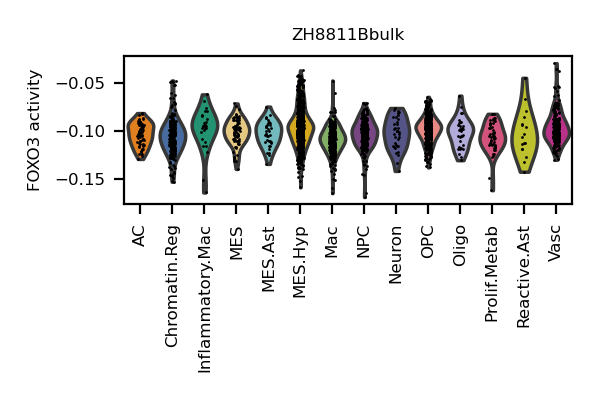 ZH8811Bbulk
FOXO3 activity
−0.05
−0.10
−0.15
AC
Chromatin.Reg
Inflammatory.Mac
MES
MES.Ast
MES.Hyp
Mac
NPC
Neuron
OPC
Oligo
Prolif.Metab
Reactive.Ast
Vasc